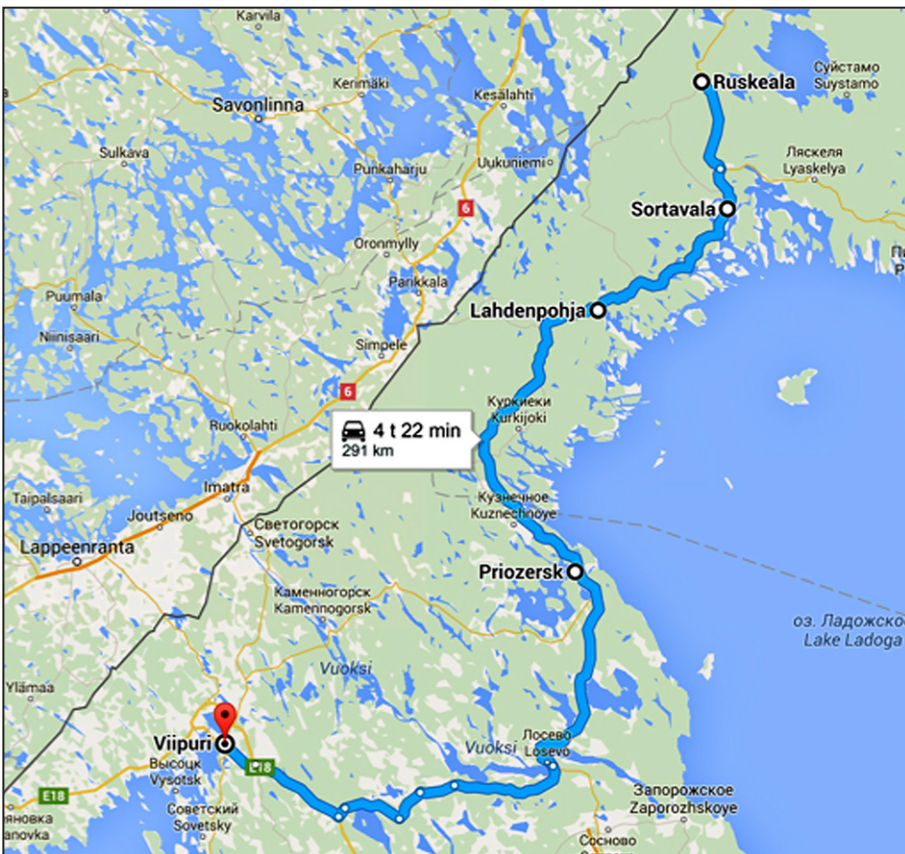 Karvila
Kerimäki
Savonlinna
Kesälahti
Ruskeala
Суйстамо
Suystamo
Sulkava
Punkaharju
Uukuniemi
Ляскеля
Lyaskelya
6
Sortavala
Oronmylly
Parikkala
Puumala
Lahdenpohja
Niinisaari
Simpele
6
Куркиеки
Kurkijoki
Ruokolahti
4 t 22 min
291 km
Imatra
Taipalsaari
Joutseno
Кузнечное
Kuznechnoye
Светогорск
Svetogorsk
Lappeenranta
Priozersk
Каменногорск
Kamennogorsk
оз. Ладожско
Lake Ladoga
Vuoksi
Ylämaa
Viipuri
Лосево
Losevo
Vuoksi
Высоцк
Vysotsk
E18
E18
Запорожское
Zaporozhskoye
Советский
Sovetsky
яновка
anovka
Сосново